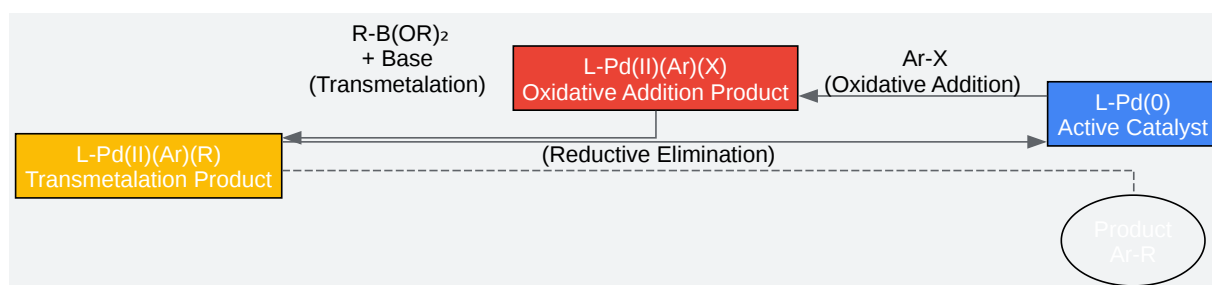 R-B(OR)₂
+ Base
(Transmetalation)
L-Pd(II)(Ar)(X)
Oxidative Addition Product
Ar-X
(Oxidative Addition)
L-Pd(0)
Active Catalyst
L-Pd(II)(Ar)(R)
Transmetalation Product
(Reductive Elimination)
Product
Ar-R